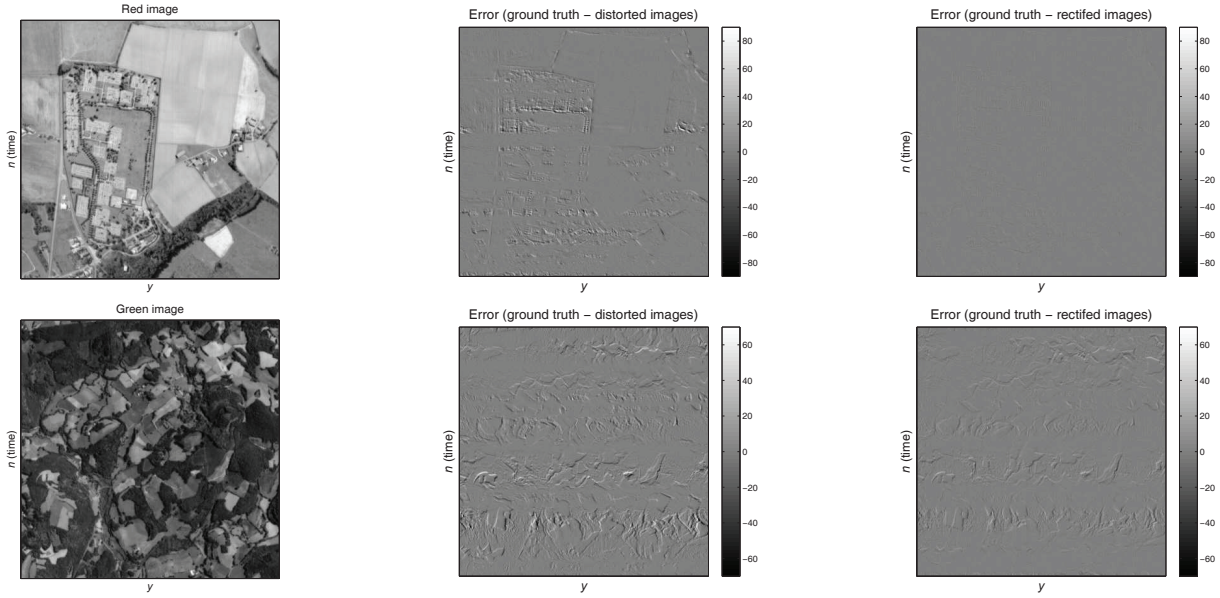 Red image
n (time)
y
Error (ground truth – distorted images)
n (time)
y
80
60
40
20
0
−20
−40
−60
−80
Error (ground truth – rectifed images)
n (time)
y
80
60
40
20
0
−20
−40
−60
−80
Green image
n (time)
y
Error (ground truth – distorted images)
n (time)
y
60
40
20
0
−20
−40
−60
Error (ground truth – rectifed images)
n (time)
y
60
40
20
0
−20
−40
−60